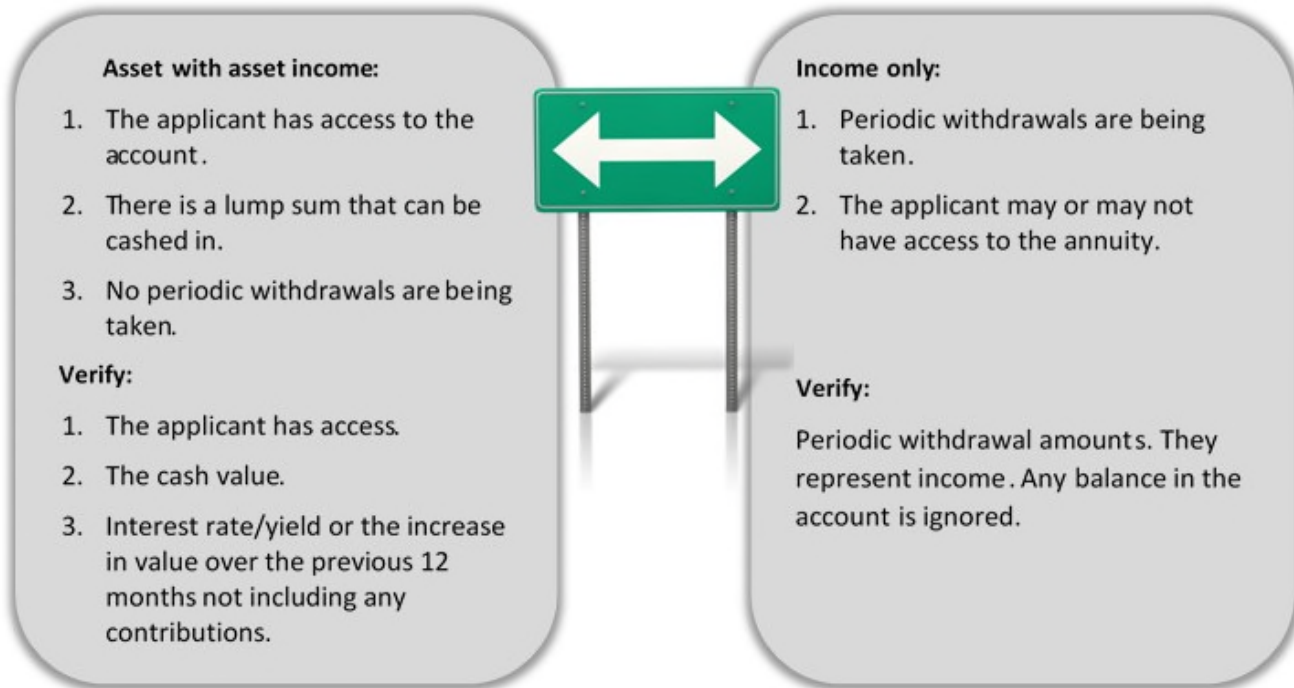 Asset with asset income:
1. The applicant has access to the
account.
2. There is a lump sum that can be
cashed in.
3. No periodic withdrawals are being
taken.
Verify:
1. The applicant has access.
2. The cash value.
3. Interest rate/yield or the increase
in value over the previous 12
months not including any
contributions.
Income only:
1. Periodic withdrawals are being
taken.
2. The applicant may or may not
have access to the annuity.
Verify:
Periodic withdrawal amounts. They
represent income. Any balance in the
account is ignored.